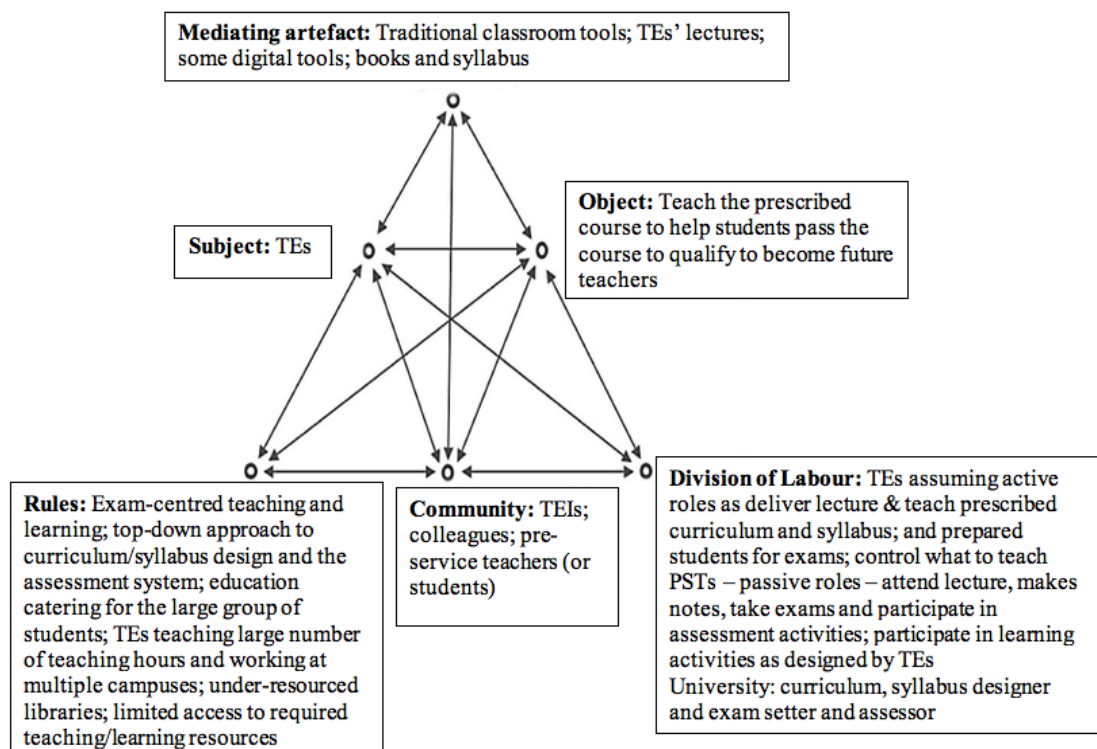 Mediating artefact: Traditional classroom tools; TEs’ lectures;
some digital tools; books and syllabus
Subject: TEs
Object: Teach the prescribed
course to help students pass the
course to qualify to become future
teachers
Rules: Exam-centred teaching and
learning; top-down approach to
curriculum/syllabus design and the
assessment system; education
catering for the large group of
students; TEs teaching large number
of teaching hours and working at
multiple campuses; under-resourced
libraries; limited access to required
teaching/learning resources
Community: TEIs;
colleagues; pre-
service teachers (or
students)
Division of Labour: TEs assuming active
roles as deliver lecture & teach prescribed
curriculum and syllabus; and prepared
students for exams; control what to teach
PSTs – passive roles – attend lecture, makes
notes, take exams and participate in
assessment activities; participate in learning
activities as designed by TEs
University: curriculum, syllabus designer
and exam setter and assessor